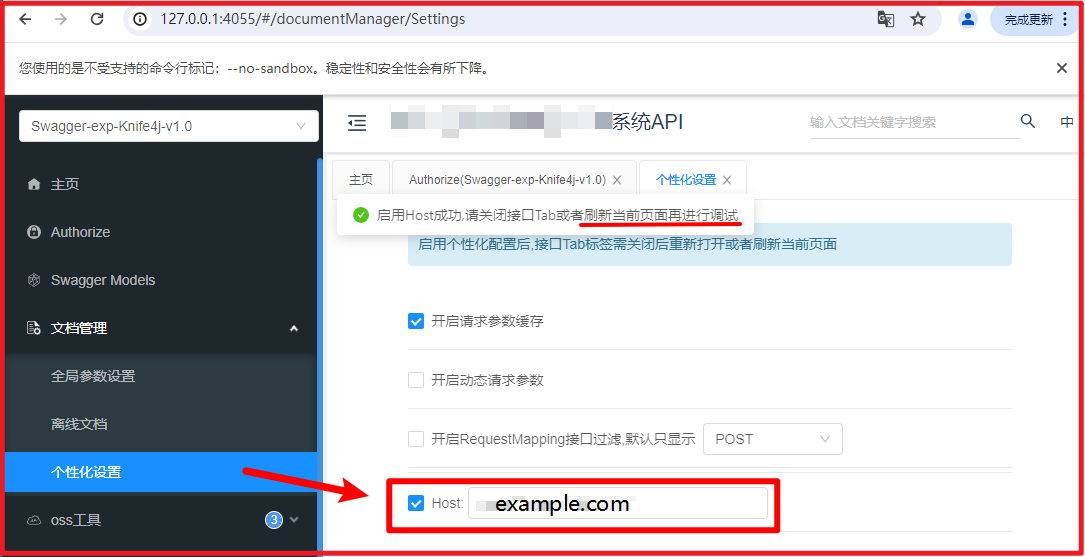 127.0.0.1:4055/#/documentManager/Settings
完成更新
您使用的是不受支持的命令行标记：--no-sandbox。稳定性和安全性会有所下降。
Swagger-exp-Knife4j-v1.0
系统API
输入文档关键字搜索
中
主页
Authorize
Swagger Models
文档管理
全局参数设置
离线文档
个性化设置
oss工具
3
主页
Authorize(Swagger-exp-Knife4j-v1.0)
个性化设置
启用Host成功,请关闭接口Tab或者刷新当前页面再进行调试
启用个性化配置后,接口Tab标签需关闭后重新打开或者刷新当前页面
开启请求参数缓存
开启动态请求参数
开启RequestMapping接口过滤,默认只显示 POST
Host: example.com